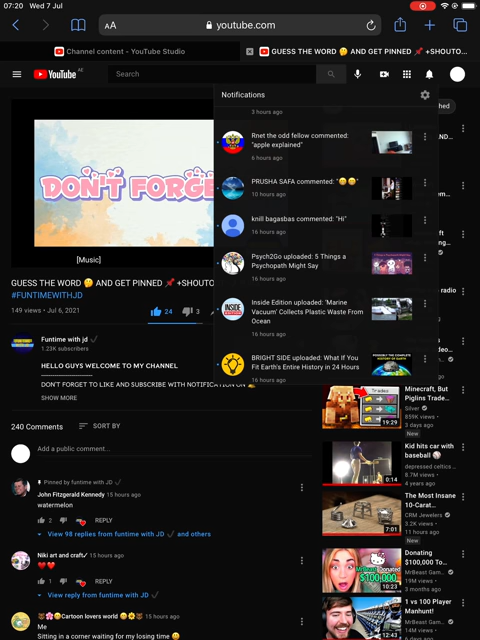 07:20 Wed 7 Jul
AA
youtube.com
Channel content - YouTube Studio
GUESS THE WORD 🤔 AND GET PINNED 📌 +SHOUTO...
YouTube AZ
Search
Notifications
3 hours ago
Rnet the odd fellow commented:
"apple explained"
6 hours ago
PRUSHA SAFA commented: "😁😁"
10 hours ago
knill bagasbas commented: "Hi"
16 hours ago
Psych2Go uploaded: 5 Things a
Psychopath Might Say
16 hours ago
Inside Edition uploaded: 'Marine
Vacuum' Collects Plastic Waste From
Ocean
16 hours ago
BRIGHT SIDE uploaded: What If You
Fit Earth's Entire History in 24 Hours
16 hours ago
INSIDE
DON'T FORGE
[Music]
GUESS THE WORD 🤔 AND GET PINNED 📌 +SHOUTO
#FUNTIMEWITHJD
149 views • Jul 6, 2021
24
3
Funtime with jd ✔
1.23K subscribers
HELLO GUYS WELCOME TO MY CHANNEL
DON'T FORGET TO LIKE AND SUBSCRIBE WITH NOTIFICATION ON
SHOW MORE
240 Comments
SORT BY
Add a public comment...
Pinned by funtime with JD ✔
John Fitzgerald Kennedy 15 hours ago
watermelon
2
REPLY
View 98 replies from funtime with JD ✔ and others
Niki art and craft✔ 15 hours ago
❤️❤️
1
REPLY
View reply from funtime with JD ✔
Cartoon lovers world 15 hours ago
Me
Sitting in a corner waiting for my losing time
radio
Trades
19:29
Minecraft, But
Piglins Trade...
Silver
859K views •
3 days ago
New
0:14
Kid hits car with
baseball
depressed celtics ...
8.7M views •
4 years ago
7:01
The Most Insane
10-Carat...
CRM Jewelers
3.2K views •
11 hours ago
New
MrBeast Donated
$100,000
10:23
Donating
$100,000 To...
MrBeast Gam...
19M views •
3 months ago
12:43
1 vs 100 Player
Manhunt!
MrBeast Gam...
14M views •